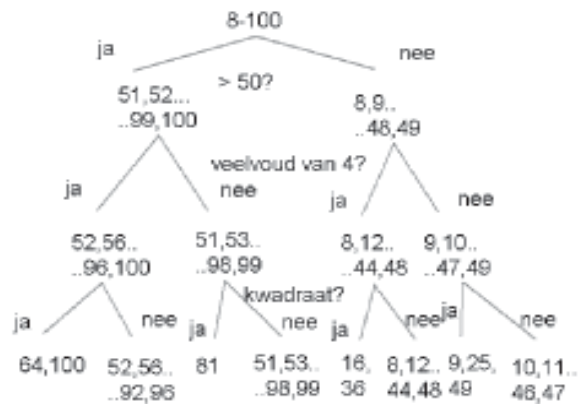 8-100
ja
nee
> 50?
51,52...
..99,100
8,9..
..48,49
veelvoud van 4?
ja
nee
ja
nee
52,56..
..96,100
51,53..
..98,99
8,12..
..44,48
9,10..
..47,49
kwadraat?
ja
nee
ja
nee
ja
nee
ja
nee
64,100
52,56..
..92,96
81
51,53..
..98,99
16,
36
8,12..
44,48
9,25,
49
10,11..
46,47